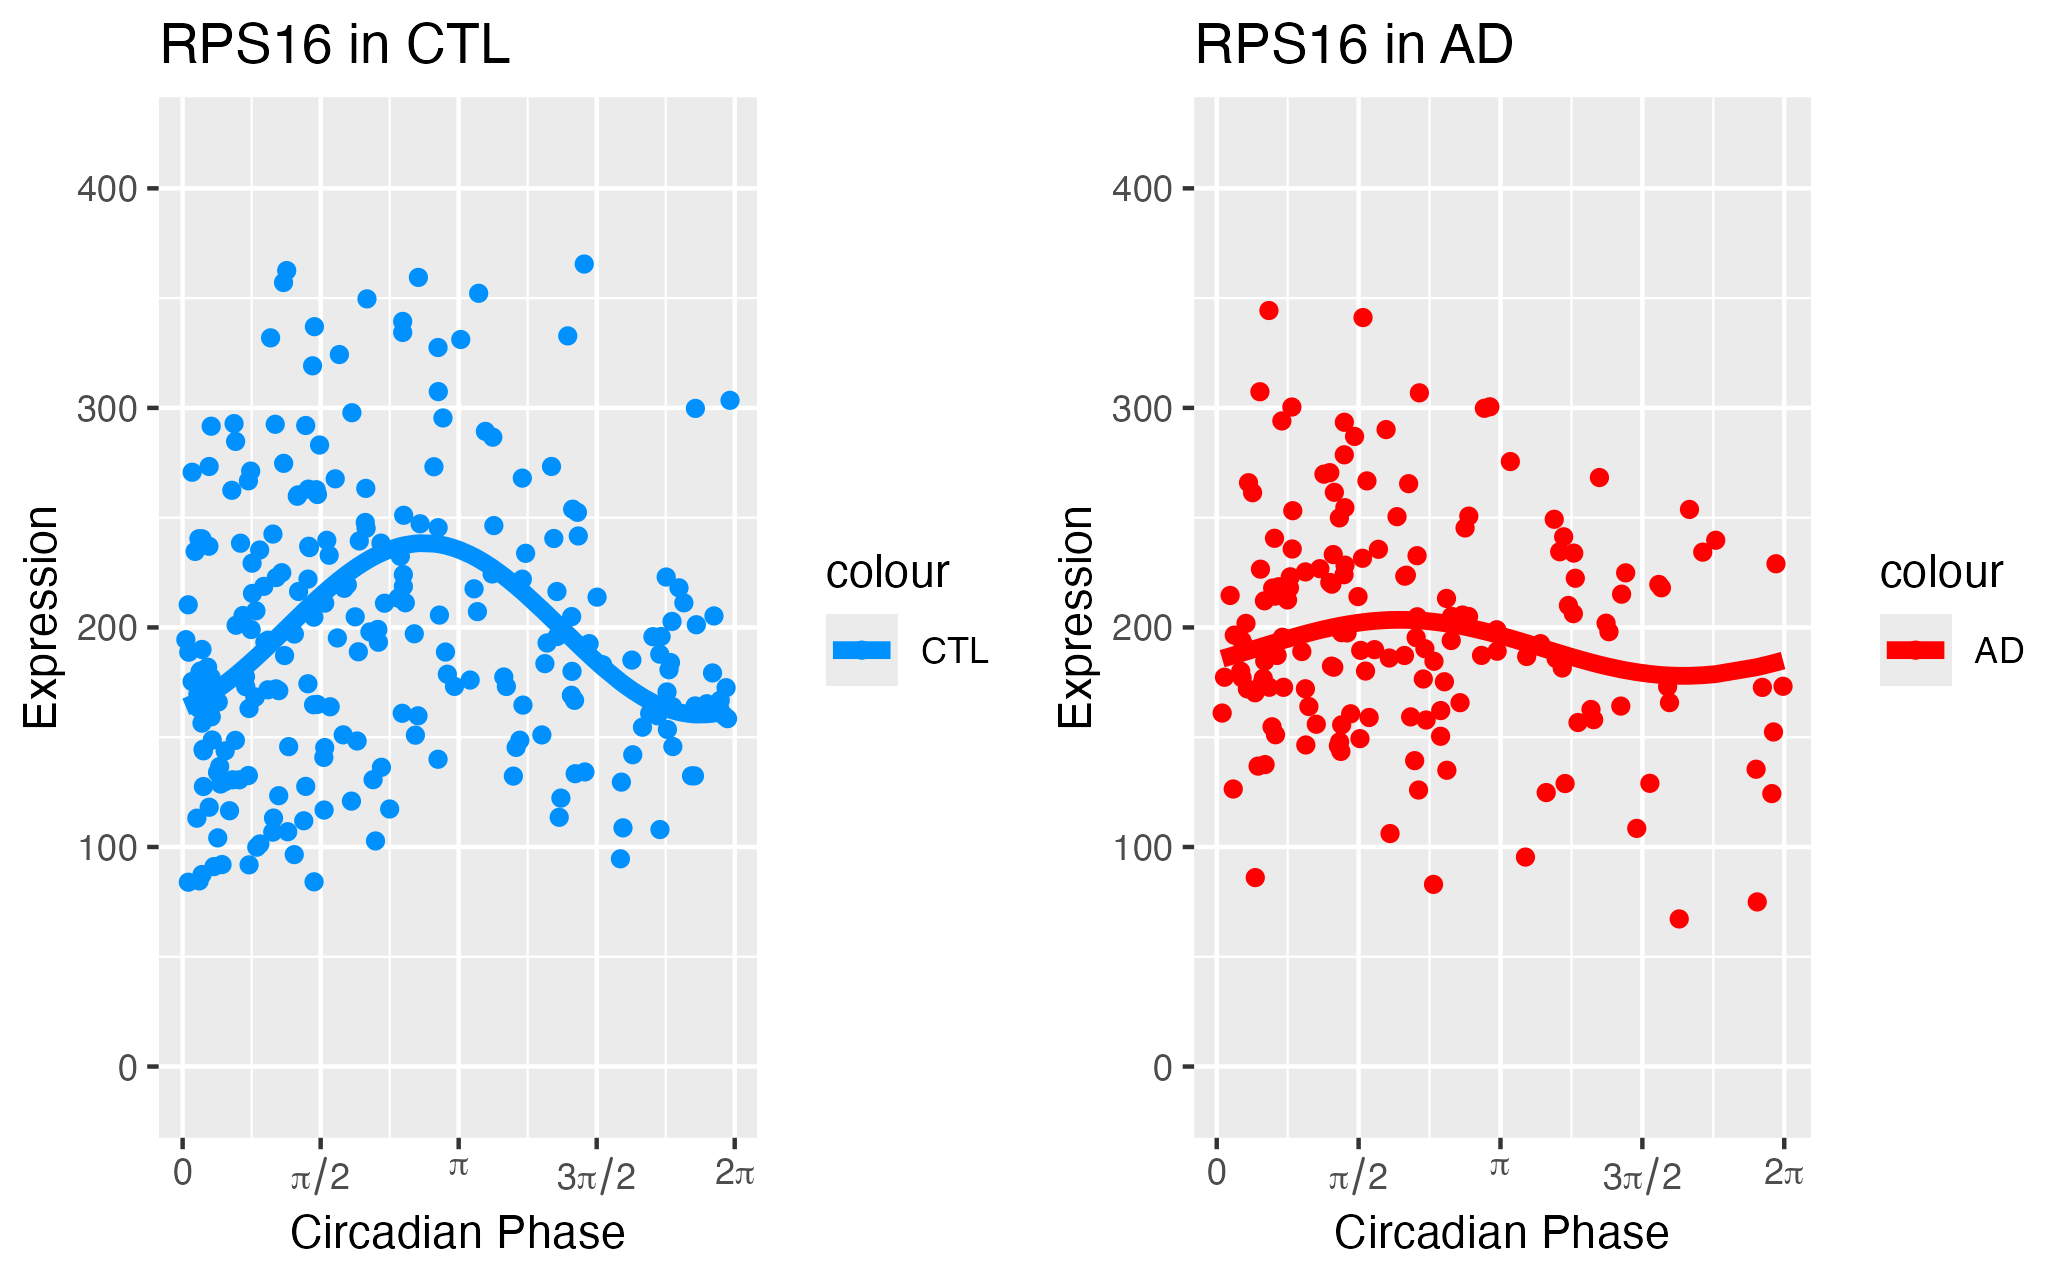 RPS16 in CTL
Expression
400
300
200
100
0
0 π/2 π 3π/2 2π
Circadian Phase
colour
CTL
RPS16 in AD
Expression
400
300
200
100
0
0 π/2 π 3π/2 2π
Circadian Phase
colour
AD